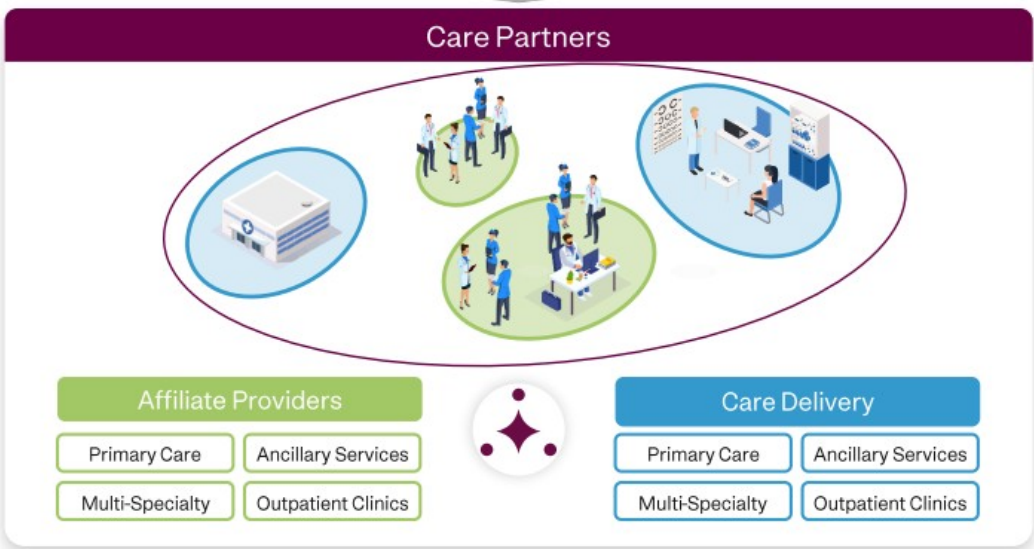 Care Partners
Affiliate Providers
Primary Care
Ancillary Services
Multi-Specialty
Outpatient Clinics
Care Delivery
Primary Care
Ancillary Services
Multi-Specialty
Outpatient Clinics